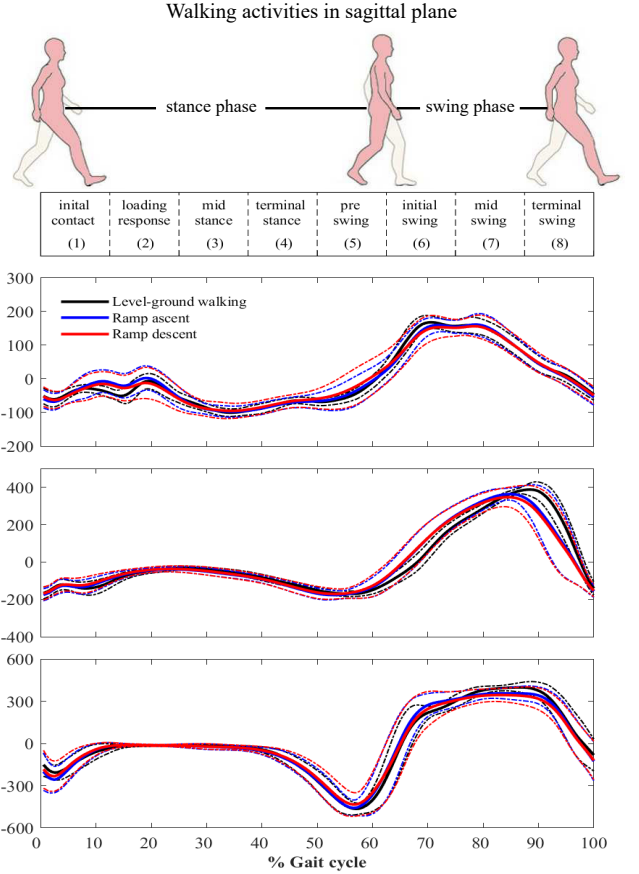 Walking activities in sagittal plane
stance phase
swing phase
inital contact (1)
loading response (2)
mid stance (3)
terminal stance (4)
pre swing (5)
initial swing (6)
mid swing (7)
terminal swing (8)
300
200
100
0
-100
-200
Level-ground walking
Ramp ascent
Ramp descent
400
200
0
-200
-400
600
300
0
-300
-600
0 10 20 30 40 50 60 70 80 90 100
% Gait cycle